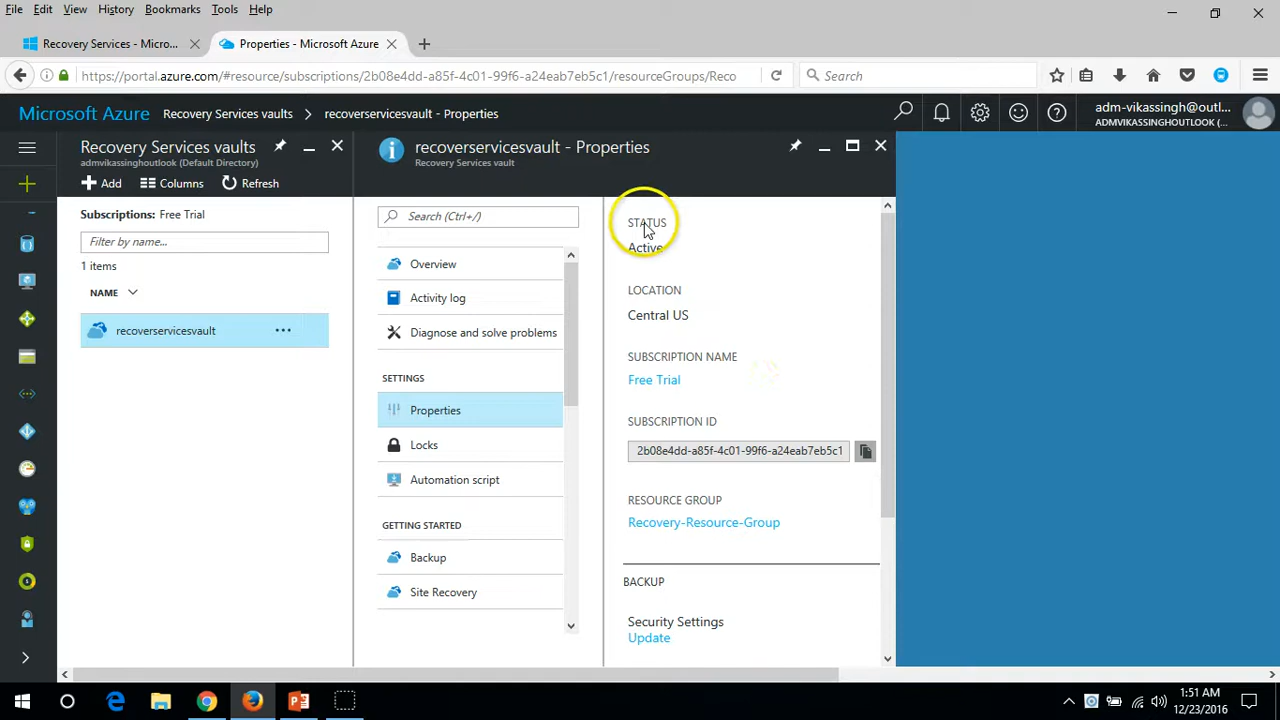 File Edit View History Bookmarks Tools Help
Recovery Services - Micro...
Properties - Microsoft Azure
https://portal.azure.com/#resource/subscriptions/2b08e4dd-a85f-4c01-99f6-a24eab7eb5c1/resourceGroups/Reco
Search
Microsoft Azure
Recovery Services vaults
recoverservicesvault - Properties
adm-vikassingh@outl...
ADMVIKASSINGHOUTLOOK (...
Recovery Services vaults
admvikassinghoutlook (Default Directory)
Add Columns Refresh
Subscriptions: Free Trial
Filter by name...
1 items
NAME
recoverservicesvault
recoverservicesvault - Properties
Recovery Services vault
Search (Ctrl+/)
Overview
Activity log
Diagnose and solve problems
SETTINGS
Properties
Locks
Automation script
GETTING STARTED
Backup
Site Recovery
STATUS
Active
LOCATION
Central US
SUBSCRIPTION NAME
Free Trial
SUBSCRIPTION ID
2b08e4dd-a85f-4c01-99f6-a24eab7eb5c1
RESOURCE GROUP
Recovery-Resource-Group
BACKUP
Security Settings
Update
1:51 AM
12/23/2016